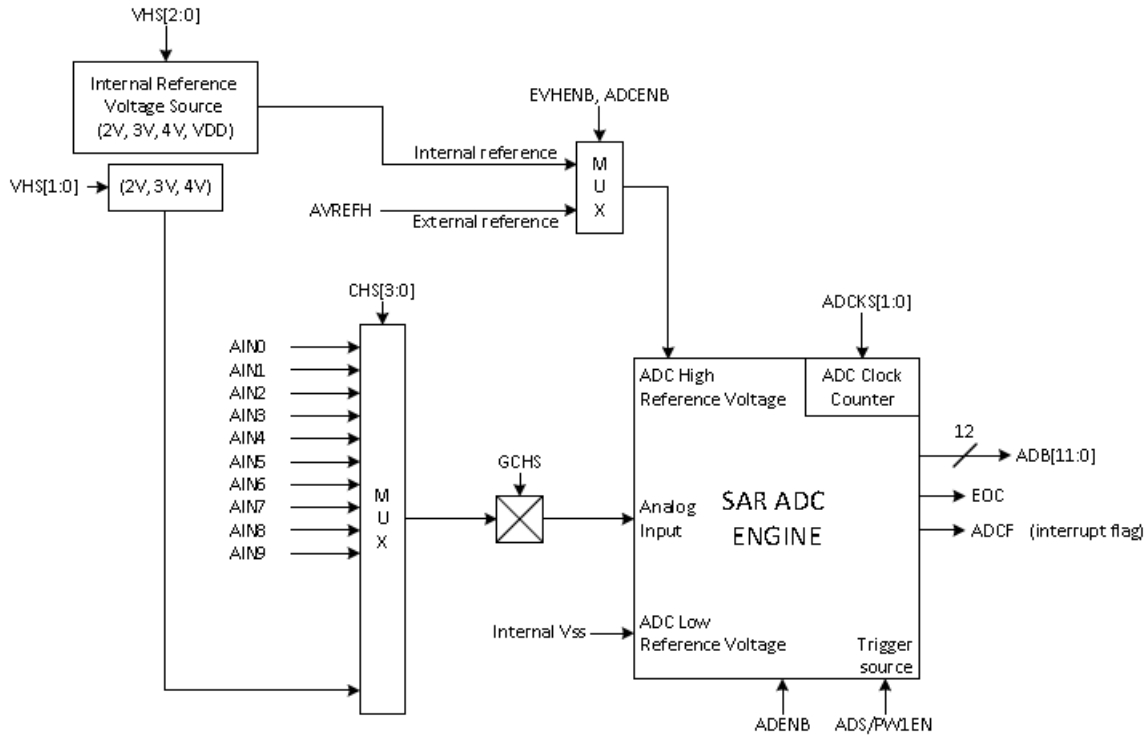 VHS[2:0]
Internal Reference
Voltage Source
(2V, 3V, 4V, VDD)
EVHENB, ADCENB
Internal reference
M
U
X
VHS[1:0]
(2V, 3V, 4V)
AVREFH
External reference
CHS[3:0]
ADCKS[1:0]
AIN0
AIN1
AIN2
AIN3
AIN4
AIN5
AIN6
AIN7
AIN8
AIN9
M
U
X
GCHS
ADC High
Reference Voltage
ADC Clock
Counter
Analog
Input
SAR ADC
ENGINE
12
ADB[11:0]
EOC
ADCF (interrupt flag)
Internal Vss
ADC Low
Reference Voltage
Trigger
source
ADENB
ADS/PW1EN